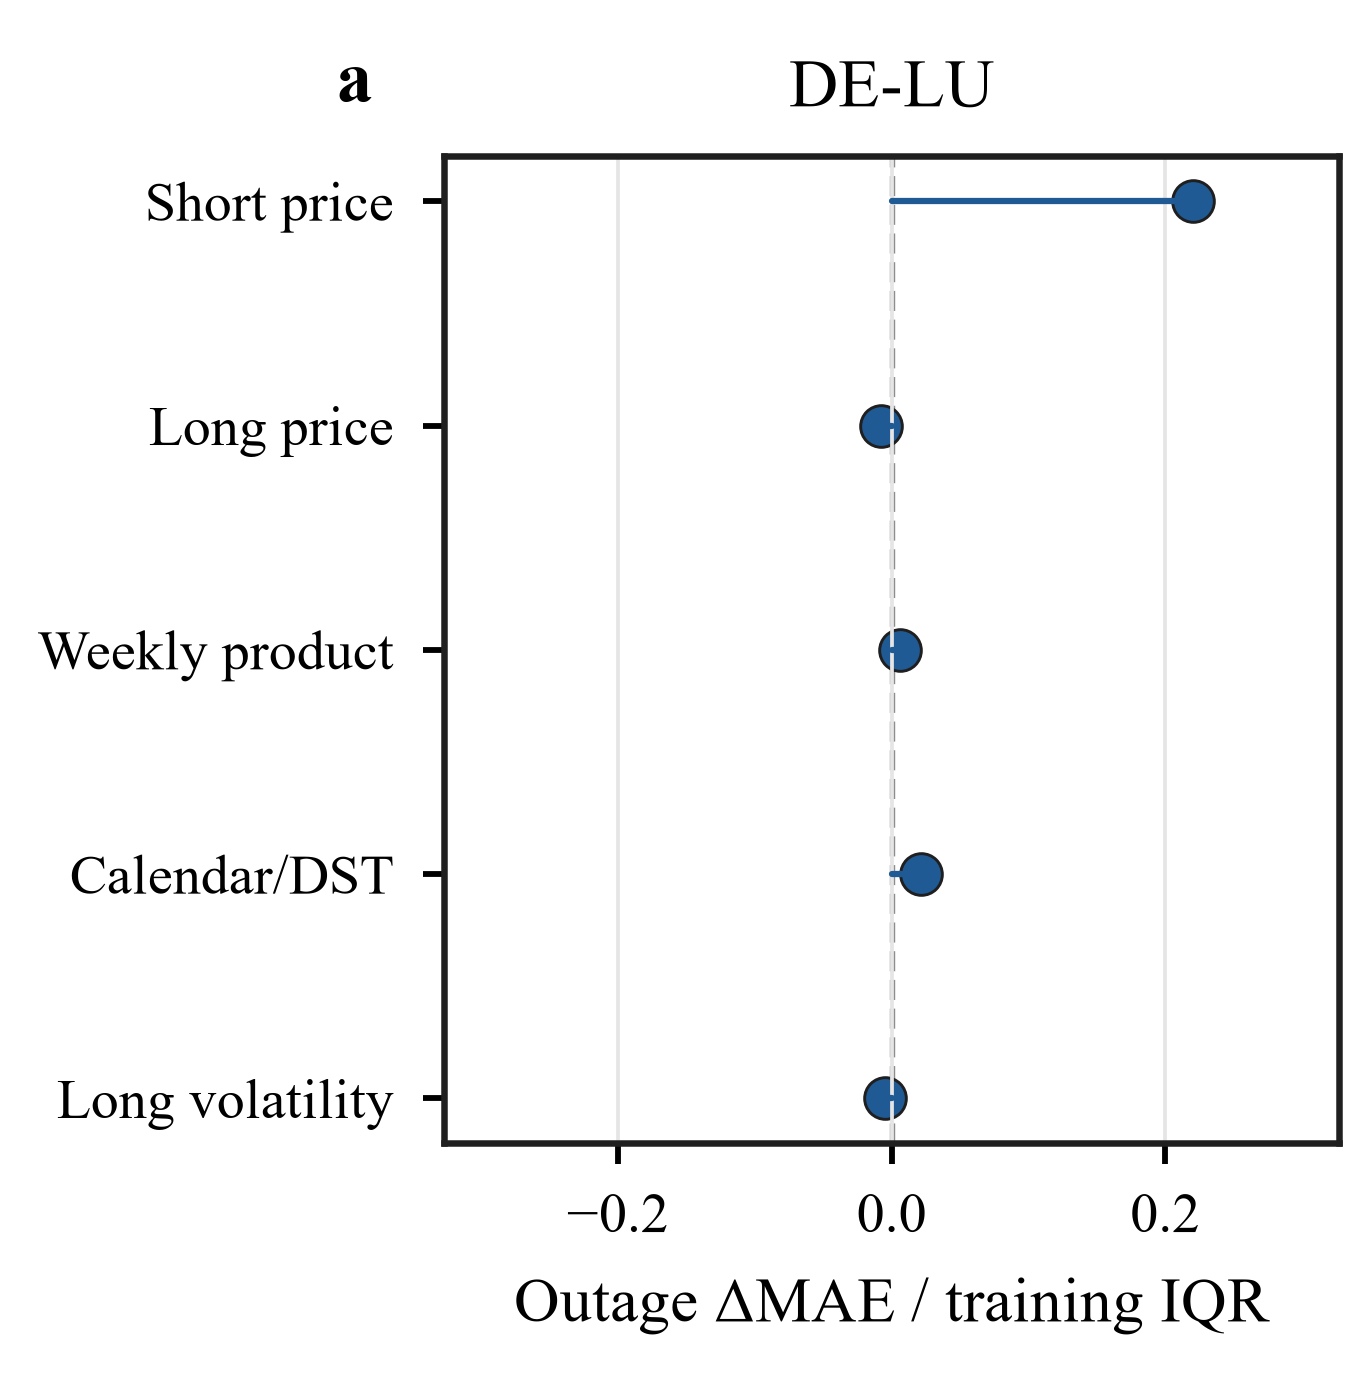 a
DE-LU
Short price
Long price
Weekly product
Calendar/DST
Long volatility
−0.2 0.0 0.2
Outage ΔMAE / training IQR